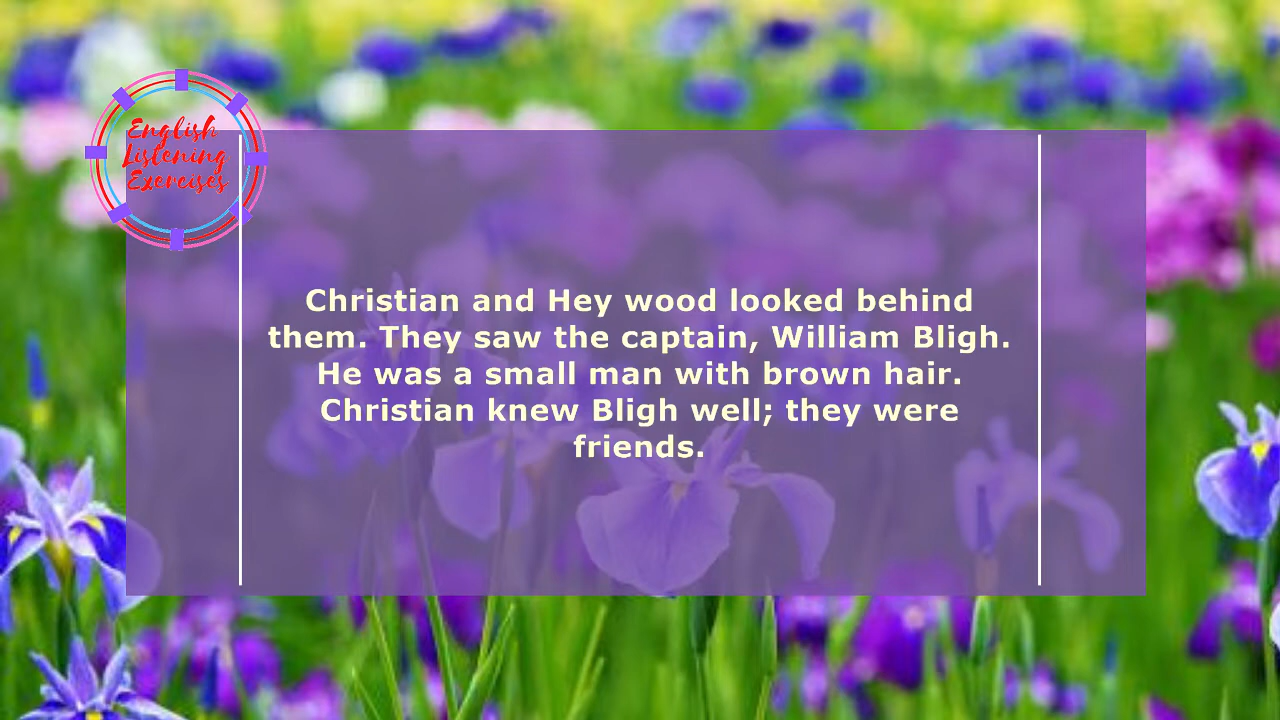 English
Listening
Exercises
Christian and Hey wood looked behind
them. They saw the captain, William Bligh.
He was a small man with brown hair.
Christian knew Bligh well; they were
friends.